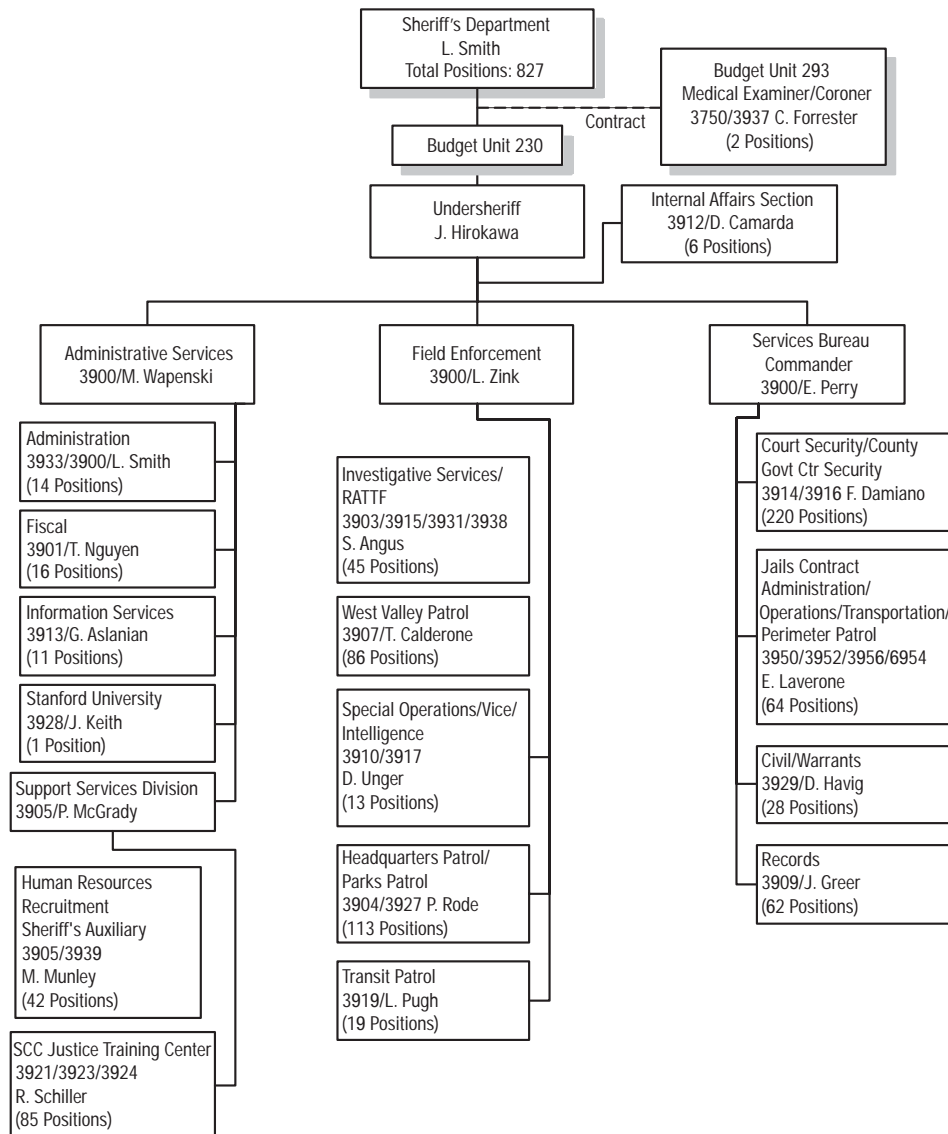 Sheriff's Department
L. Smith
Total Positions: 827
Budget Unit 293
Medical Examiner/Coroner
3750/3937 C. Forrester
(2 Positions)
Contract
Budget Unit 230
Undersheriff
J. Hirokawa
Internal Affairs Section
3912/D. Camarda
(6 Positions)
Administrative Services
3900/M. Wapenski
Administration
3933/3900/L. Smith
(14 Positions)
Fiscal
3901/T. Nguyen
(16 Positions)
Information Services
3913/G. Aslanian
(11 Positions)
Stanford University
3928/J. Keith
(1 Position)
Support Services Division
3905/P. McGrady
Human Resources
Recruitment
Sheriff's Auxiliary
3905/3939
M. Munley
(42 Positions)
SCC Justice Training Center
3921/3923/3924
R. Schiller
(85 Positions)
Field Enforcement
3900/L. Zink
Investigative Services/
RATTF
3903/3915/3931/3938
S. Angus
(45 Positions)
West Valley Patrol
3907/T. Calderone
(86 Positions)
Special Operations/Vice/
Intelligence
3910/3917
D. Unger
(13 Positions)
Headquarters Patrol/
Parks Patrol
3904/3927 P. Rode
(113 Positions)
Transit Patrol
3919/L. Pugh
(19 Positions)
Services Bureau
Commander
3900/E. Perry
Court Security/County
Govt Ctr Security
3914/3916 F. Damiano
(220 Positions)
Jails Contract
Administration/
Operations/Transportation/
Perimeter Patrol
3950/3952/3956/6954
E. Laverone
(64 Positions)
Civil/Warrants
3929/D. Havig
(28 Positions)
Records
3909/J. Greer
(62 Positions)